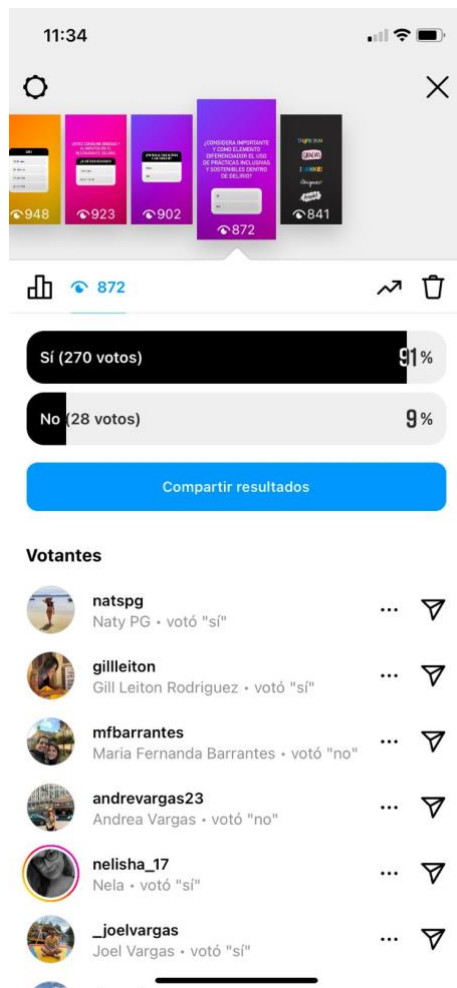 11:34
948
923
902
¿CONSIDERA IMPORTANTE
Y COMO ELEMENTO
DIFERENCIADOR EL USO
DE PRÁCTICAS INCLUSIVAS
Y SOSTENIBLES DENTRO
DE DELIRIO?
872
GRACIAS
841
872
Sí (270 votos)
91%
No (28 votos)
9%
Compartir resultados
Votantes
natspg
Naty PG • votó "sí"
gillleiton
Gill Leiton Rodriguez • votó "sí"
mfbarrantes
Maria Fernanda Barrantes • votó "no"
andrevargas23
Andrea Vargas • votó "no"
nelisha_17
Nela • votó "sí"
_joelvargas
Joel Vargas • votó "sí"